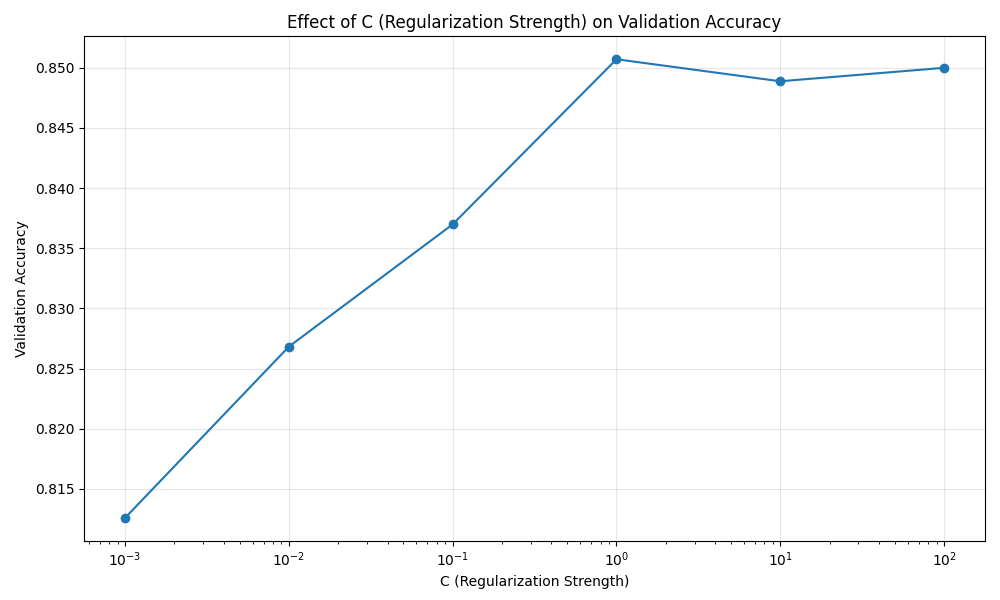 Effect of C (Regularization Strength) on Validation Accuracy
0.850
0.845
0.840
0.835
0.830
0.825
0.820
0.815
Validation Accuracy
10⁻³ 10⁻² 10⁻¹ 10⁰ 10¹ 10²
C (Regularization Strength)